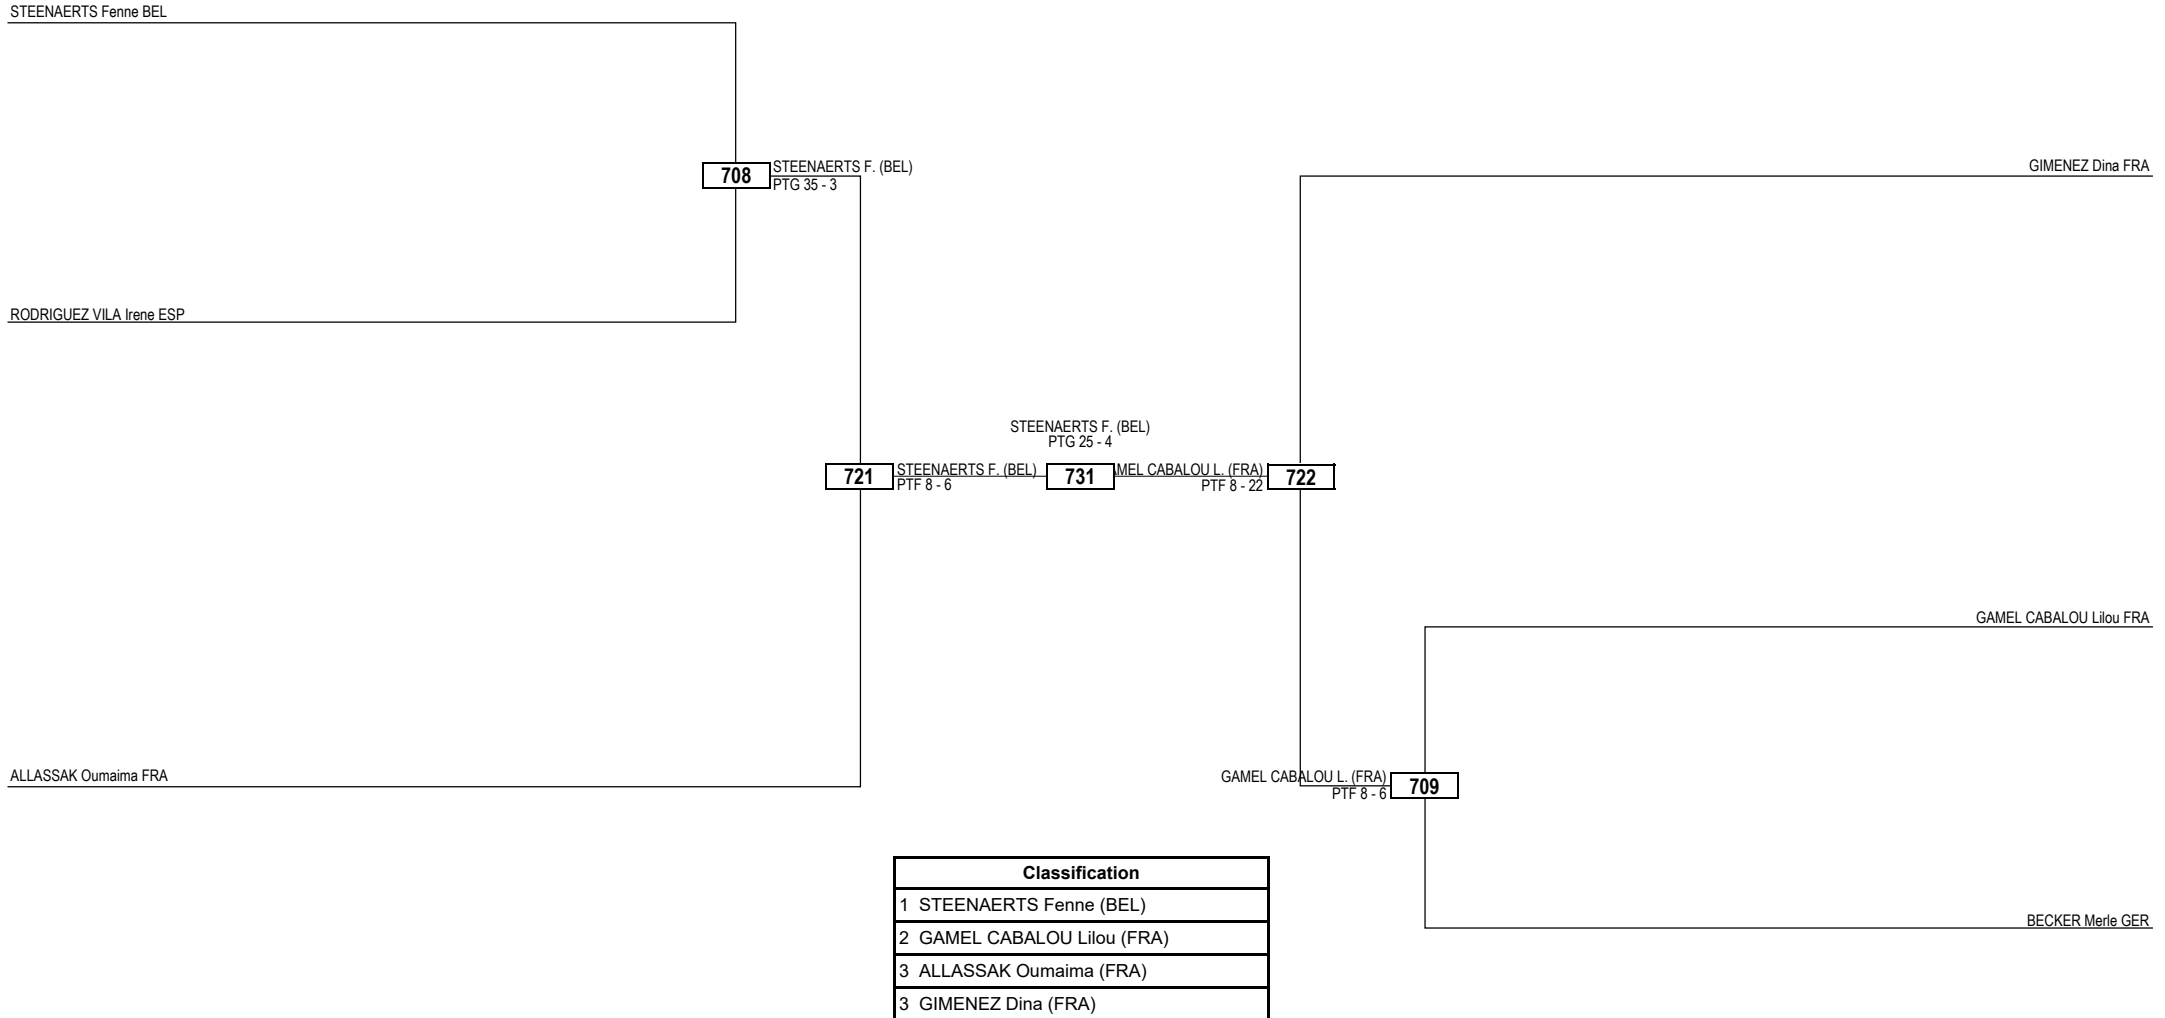 STEENAERTS Fenne BEL
708
STEENAERTS F. (BEL)
PTG 35 - 3
GIMENEZ Dina FRA
RODRIGUEZ VILA Irene ESP
STEENAERTS F. (BEL)
PTG 25 - 4
721
STEENAERTS F. (BEL)
PTF 8 - 6
731
CABALOU L. (FRA)
PTF 8 - 22
722
GAMEL CABALOU Lilou FRA
ALLASSAK Oumaima FRA
GAMEL CABALOU L. (FRA)
PTF 8 - 6
709
BECKER Merle GER
Classification
1 STEENAERTS Fenne (BEL)
2 GAMEL CABALOU Lilou (FRA)
3 ALLASSAK Oumaima (FRA)
3 GIMENEZ Dina (FRA)